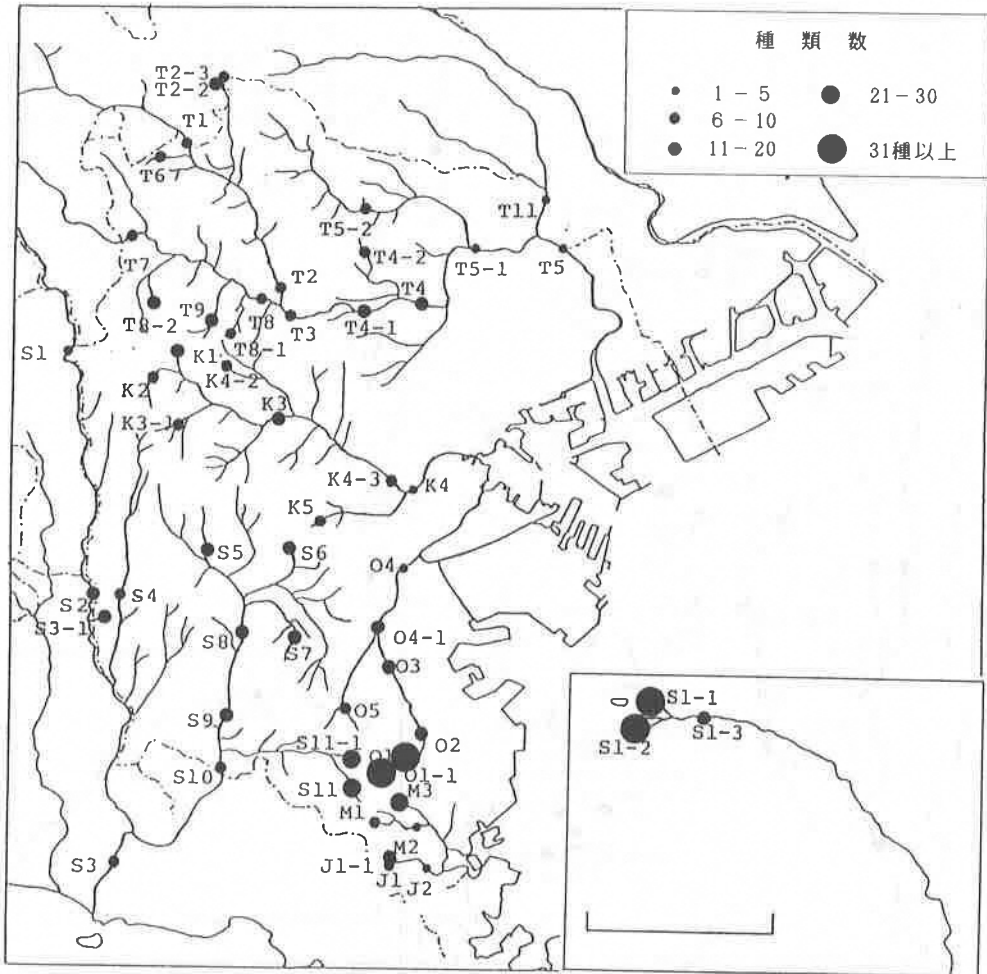 種類数
1-5
6-10
11-20
21-30
31種以上
T2-3
T2-2
T1
T6
T11
T5-2
T7
T4-2
T5-1
T5
T2
T4
T9
T8
T8-2
T3
T4-1
T8-1
S1
K1
K4-2
K2
K3
K3-1
K4-3
K4
K5
S5
S6
O4
S2
S4
S3-1
S8
S7
O4-1
O3
S9
O5
O2
S11-1
O1
S10
O1-1
S11
M3
M1
M2
S3
J1-1
J1
J2
S1-1
S1-2
S1-3